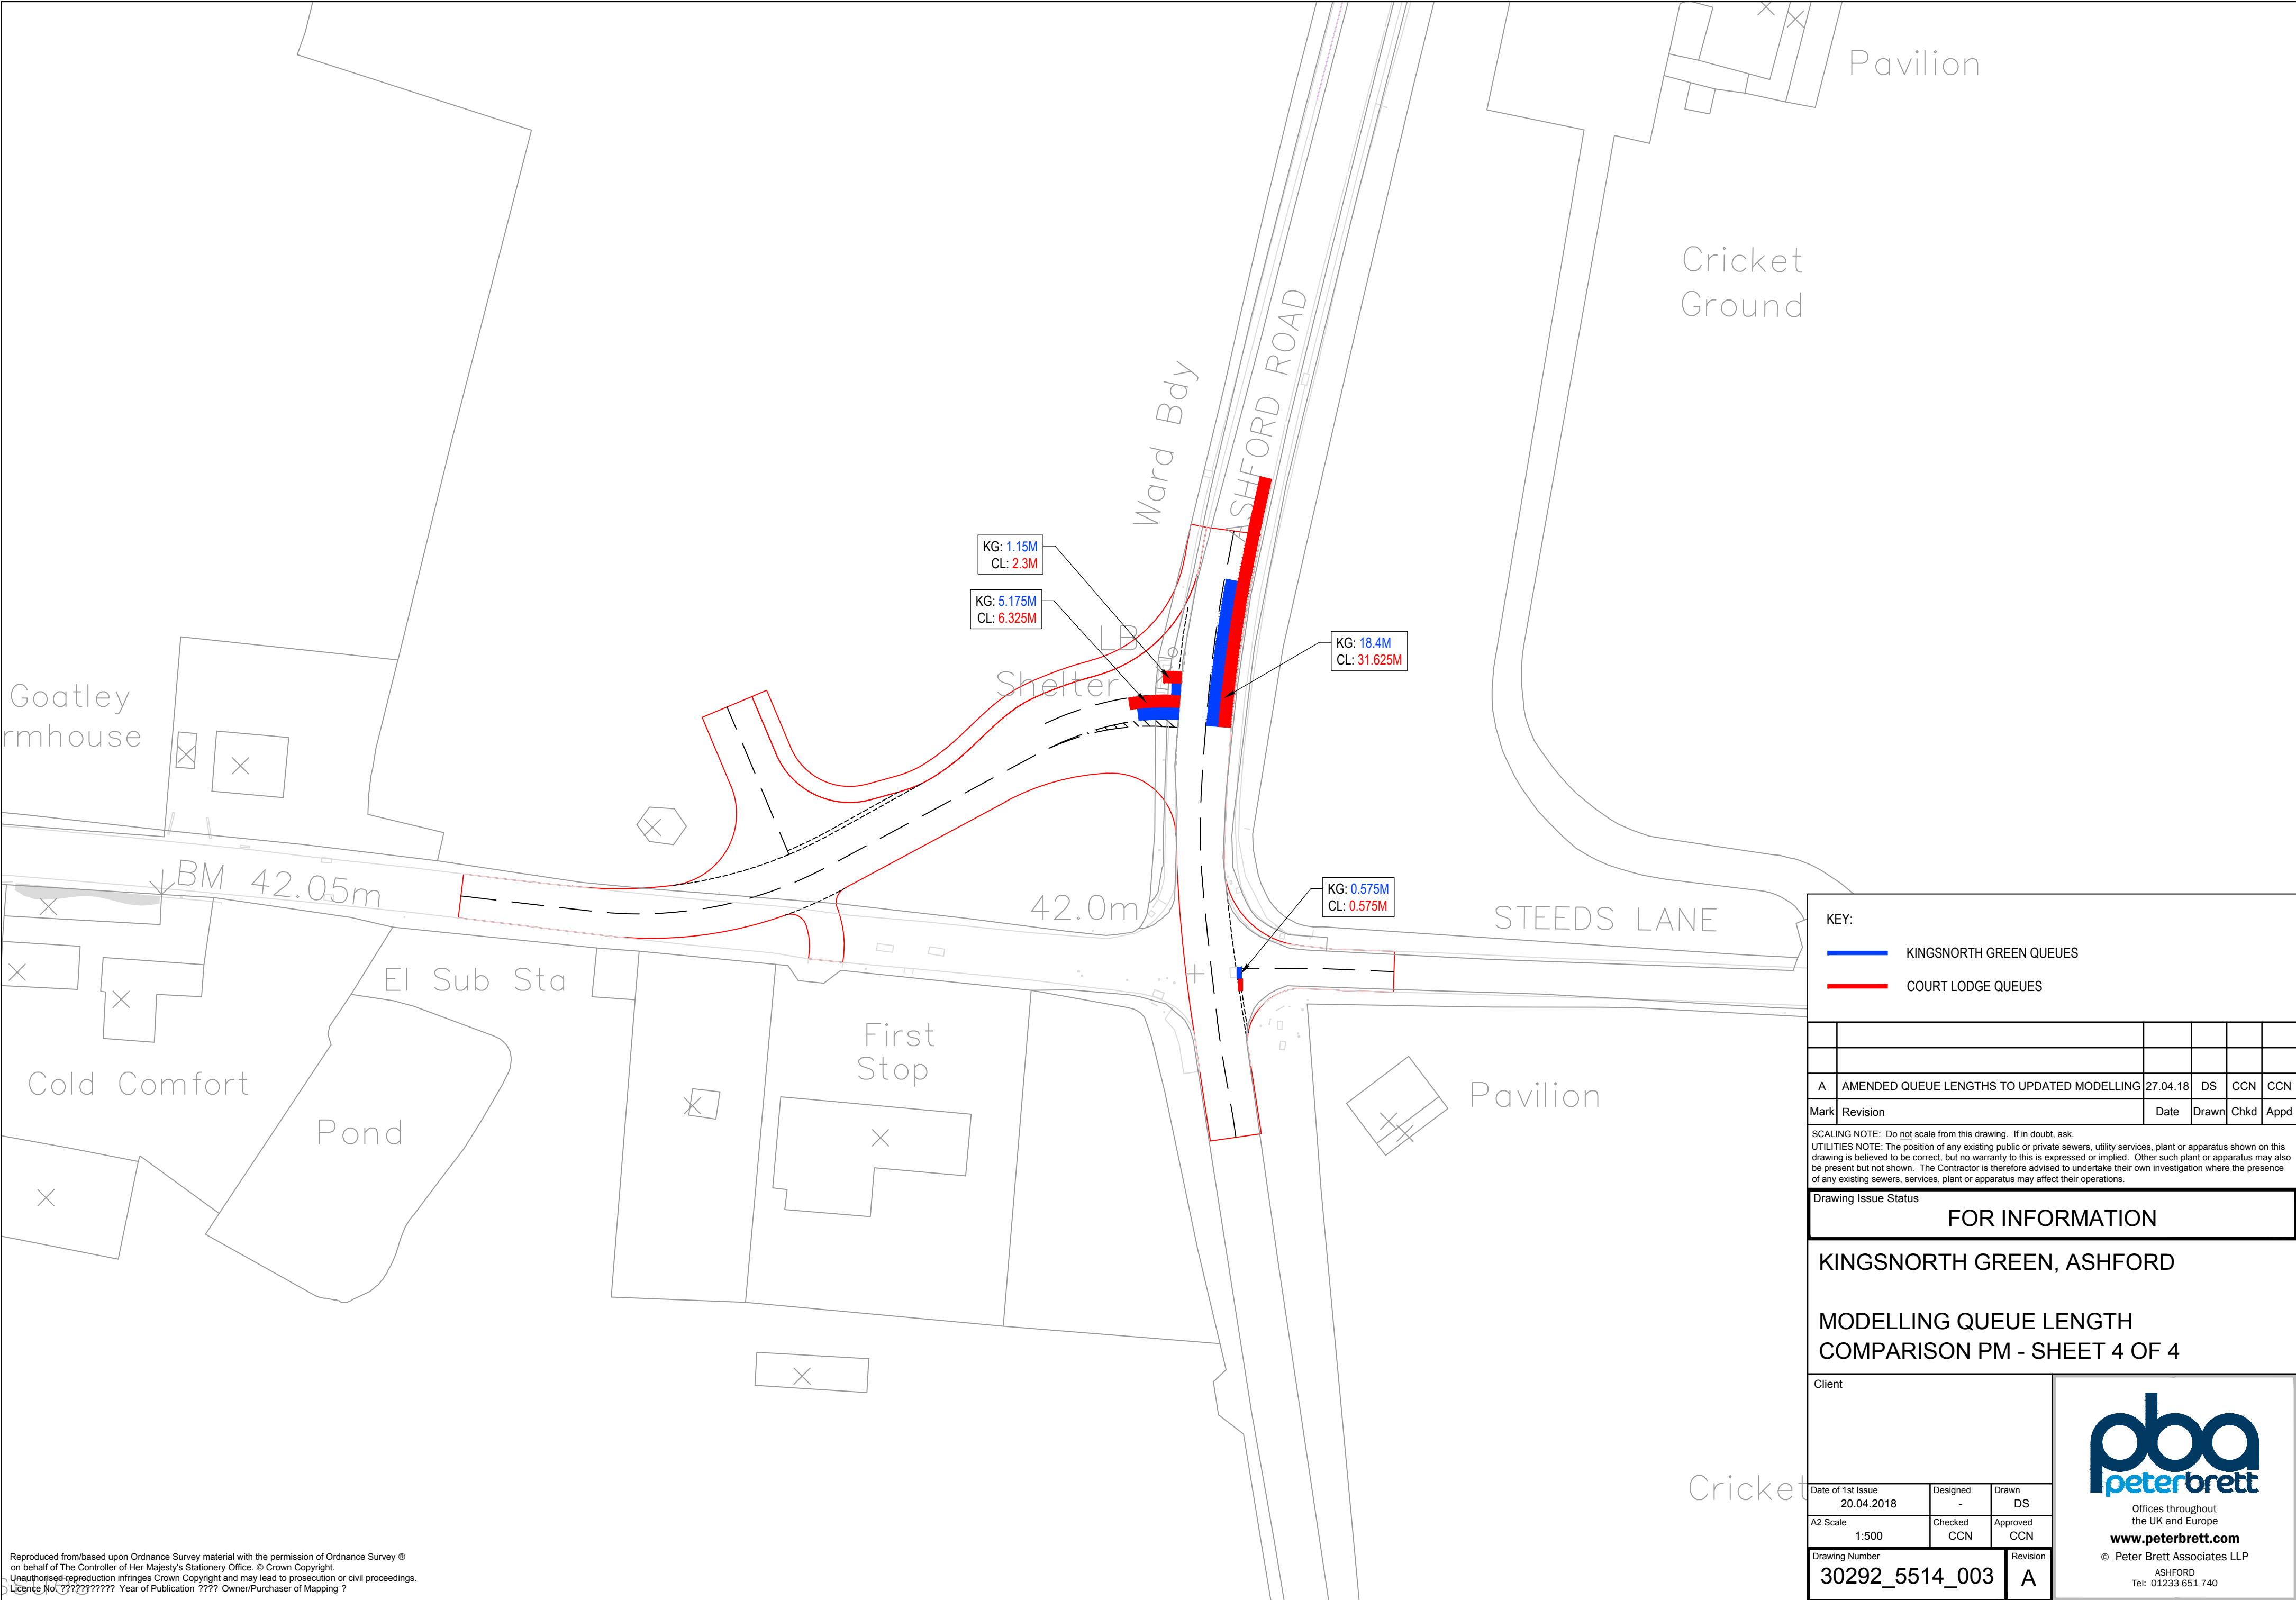 Pavilion
Cricket
Ground
Ward Bdy
ASHFORD ROAD
KG: 1.15M
CL: 2.3M
KG: 5.175M
CL: 6.325M
KG: 18.4M
CL: 31.625M
LB
Shelter
Goatley
rmhouse
BM 42.05m
42.0m
KG: 0.575M
CL: 0.575M
STEEDS LANE
El Sub Sta
First
Stop
Cold Comfort
Pond
Pavilion
Cricket
KEY:
KINGSNORTH GREEN QUEUES
COURT LODGE QUEUES
A AMENDED QUEUE LENGTHS TO UPDATED MODELLING 27.04.18 DS CCN CCN
Mark Revision Date Drawn Chkd Appd
SCALING NOTE: Do not scale from this drawing. If in doubt, ask.
UTILITIES NOTE: The position of any existing public or private sewers, utility services, plant or apparatus shown on this
drawing is believed to be correct, but no warranty to this is expressed or implied. Other such plant or apparatus may also
be present but not shown. The Contractor is therefore advised to undertake their own investigation where the presence
of any existing sewers, services, plant or apparatus may affect their operations.
Drawing Issue Status
FOR INFORMATION
KINGSNORTH GREEN, ASHFORD
MODELLING QUEUE LENGTH
COMPARISON PM - SHEET 4 OF 4
Client
Date of 1st Issue
20.04.2018
Designed
-
Drawn
DS
A2 Scale
1:500
Checked
CCN
Approved
CCN
Drawing Number
30292_5514_003
Revision
A
pba
peterbrett
Offices throughout
the UK and Europe
www.peterbrett.com
© Peter Brett Associates LLP
ASHFORD
Tel: 01233 651 740
Reproduced from/based upon Ordnance Survey material with the permission of Ordnance Survey ®
on behalf of The Controller of Her Majesty's Stationery Office. © Crown Copyright.
Unauthorised reproduction infringes Crown Copyright and may lead to prosecution or civil proceedings.
Licence No. ??????????? Year of Publication ???? Owner/Purchaser of Mapping ?